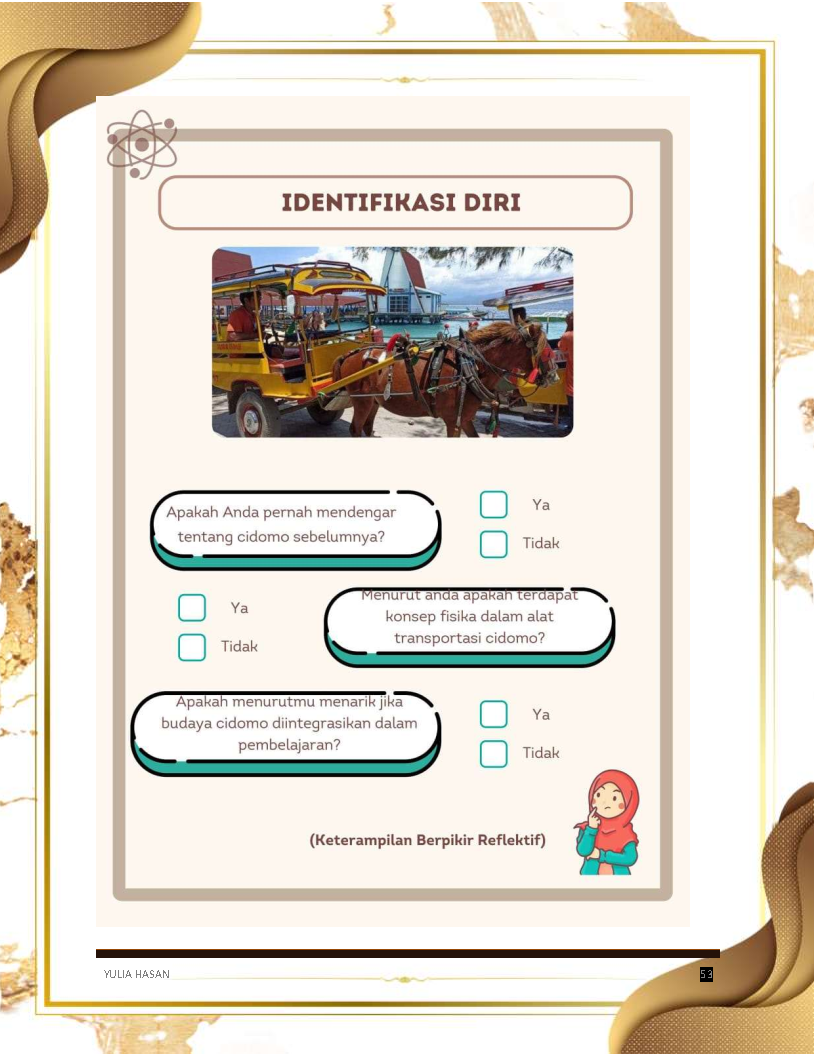 IDENTIFIKASI DIRI
Apakah Anda pernah mendengar
tentang cidomo sebelumnya?
Ya
Tidak
Menurut anda apakah terdapat
konsep fisika dalam alat
transportasi cidomo?
Ya
Tidak
Apakah menurutmu menarik jika
budaya cidomo diintegrasikan dalam
pembelajaran?
Ya
Tidak
(Keterampilan Berpikir Reflektif)
YULIA HASAN
53